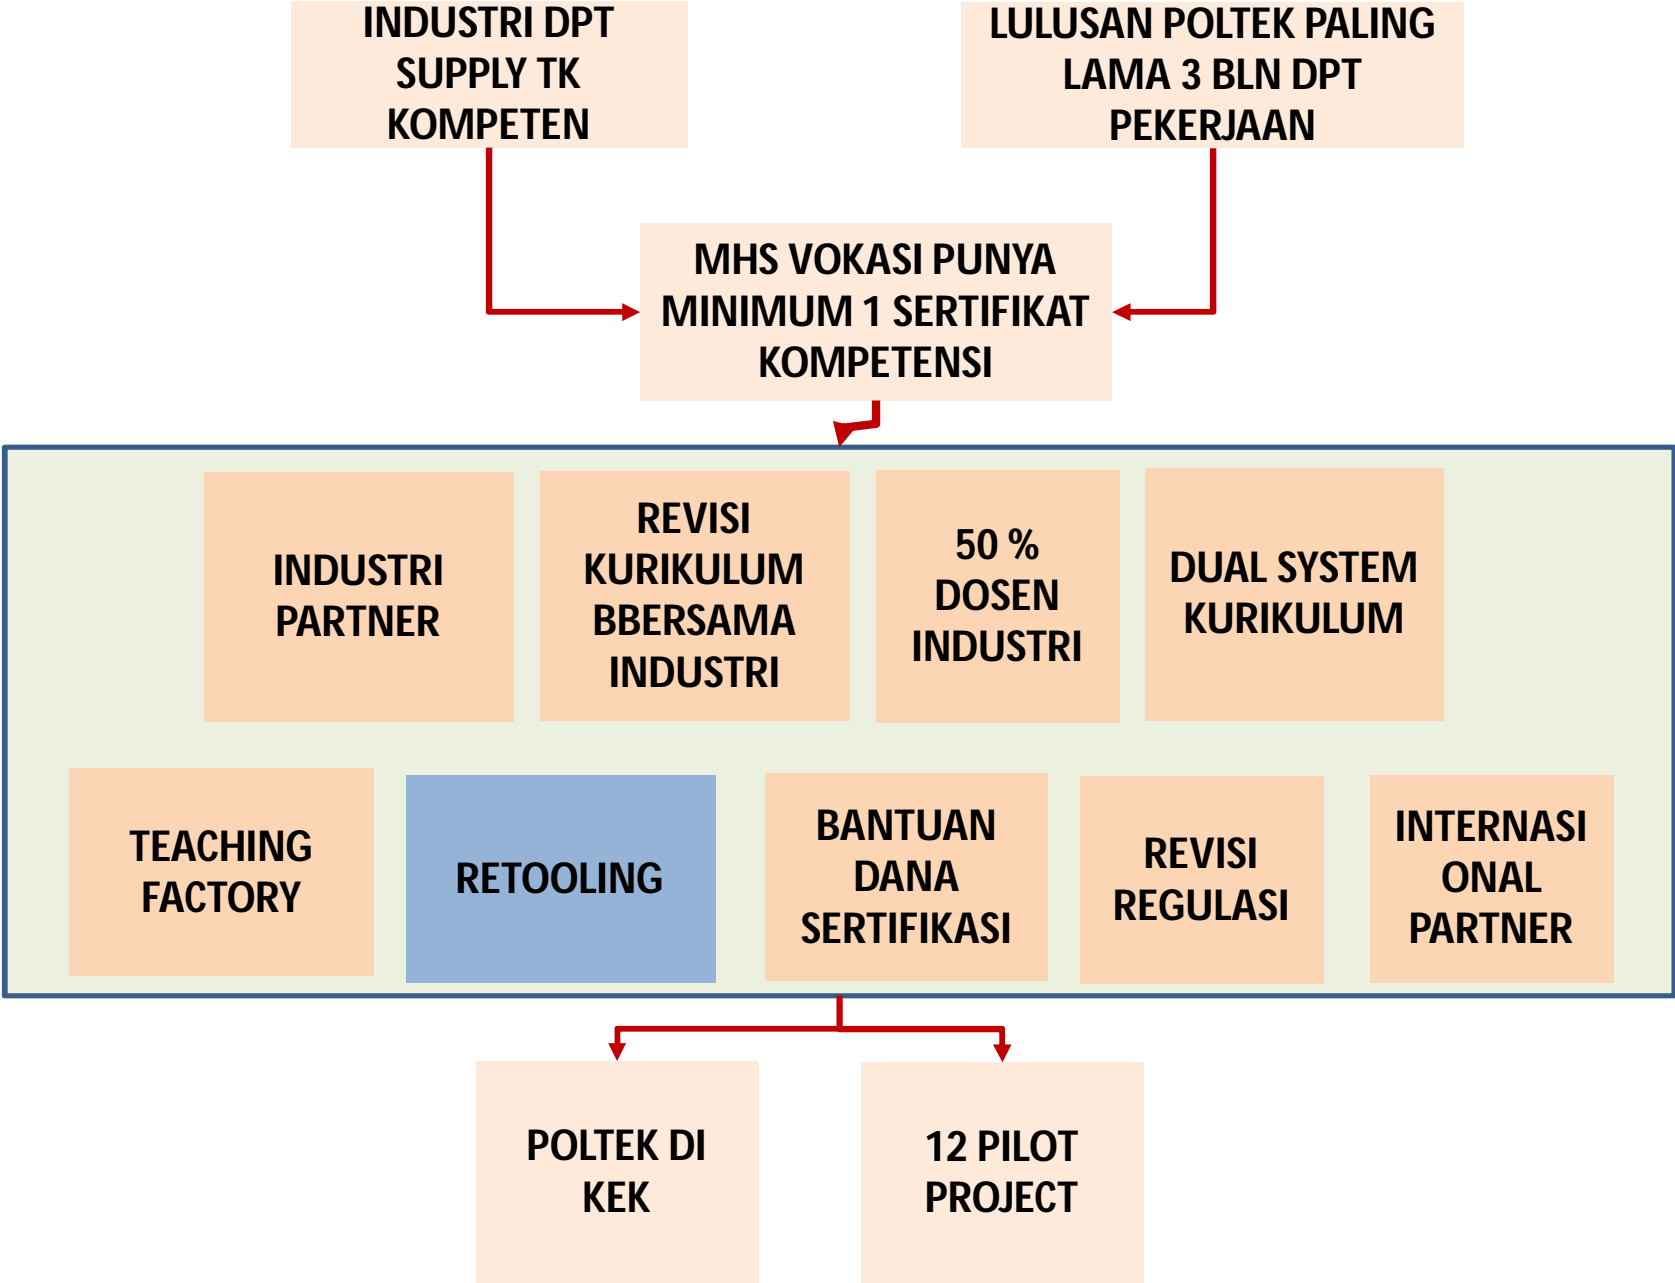 INDUSTRI DPT
SUPPLY TK
KOMPETEN
LULUSAN POLTEK PALING
LAMA 3 BLN DPT
PEKERJAAN
MHS VOKASI PUNYA
MINIMUM 1 SERTIFIKAT
KOMPETENSI
INDUSTRI
PARTNER
REVISI
KURIKULUM
BBERSAMA
INDUSTRI
50 %
DOSEN
INDUSTRI
DUAL SYSTEM
KURIKULUM
TEACHING
FACTORY
RETOOLING
BANTUAN
DANA
SERTIFIKASI
REVISI
REGULASI
INTERNASI
ONAL
PARTNER
POLTEK DI
KEK
12 PILOT
PROJECT